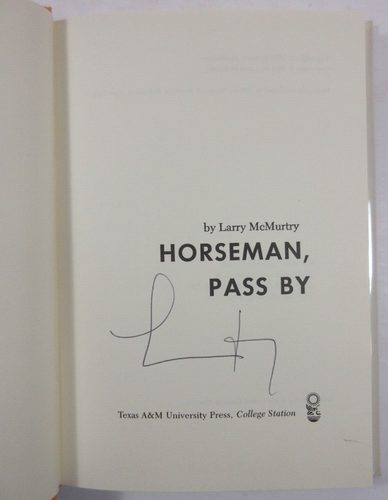 by Larry McMurtry
HORSEMAN,
PASS BY
Texas A&M University Press, College Station